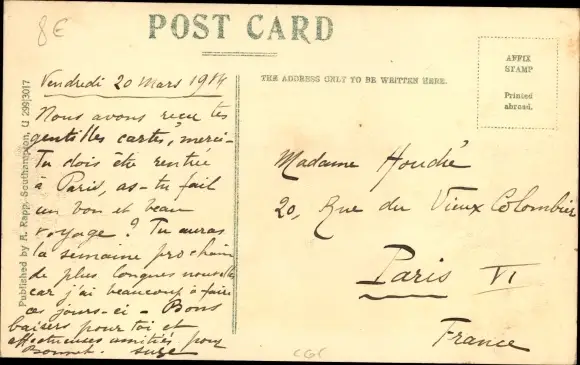 8€
POST CARD
THE ADDRESS ONLY TO BE WRITTEN HERE.
AFFIX
STAMP
Printed
abroad.
Published by A. Rapp, Southampton, U 299|3017
Vendredi 20 Mars 1914
Nous avons reçu tes
gentilles cartes, merci-
Tu dois être rentrée
à Paris, as-tu fait
un bon et beau
voyage? Tu auras
la semaine prochaine
de plus longues nouvelles
car j'ai beaucoup à faire
ces jours-ci - Bons
baisers pour toi et
affectueuses amitiés pour
Bonnet. Suze
Madame Houdié
20, Rue du Vieux Colombier
Paris VI
France
CGF